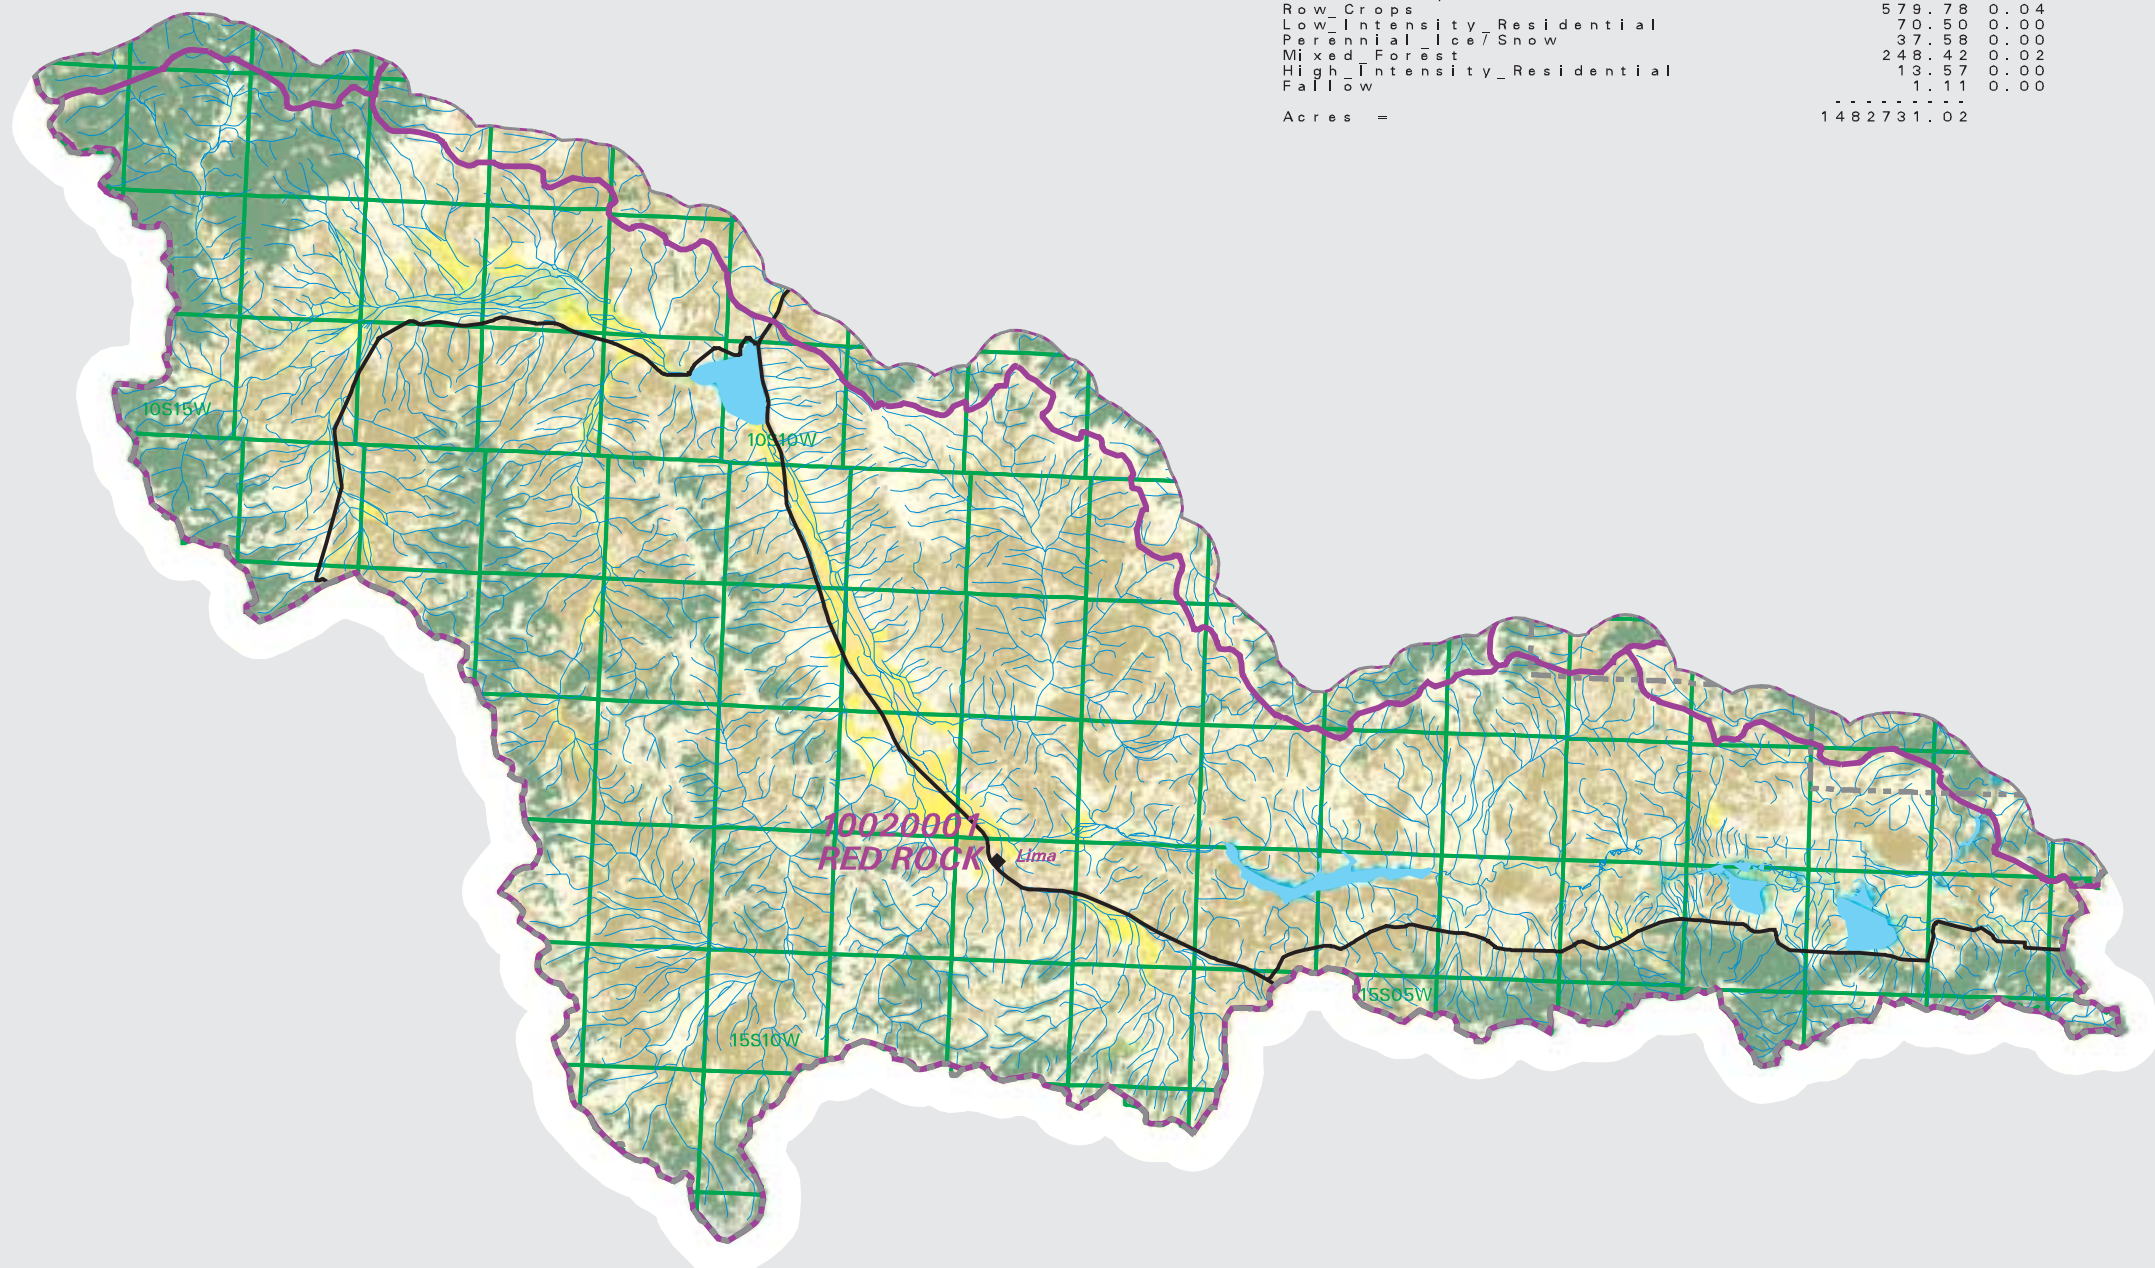 Row_Crops 579.78 0.04
Low_Intensity_Residential 70.50 0.00
Perennial_Ice/Snow 37.58 0.00
Mixed_Forest 248.42 0.02
High_Intensity_Residential 13.57 0.00
Fallow 1.11 0.00
---------
Acres = 1482731.02
10S15W
10S10W
10020001
RED ROCK
Lima
15S05W
15S10W